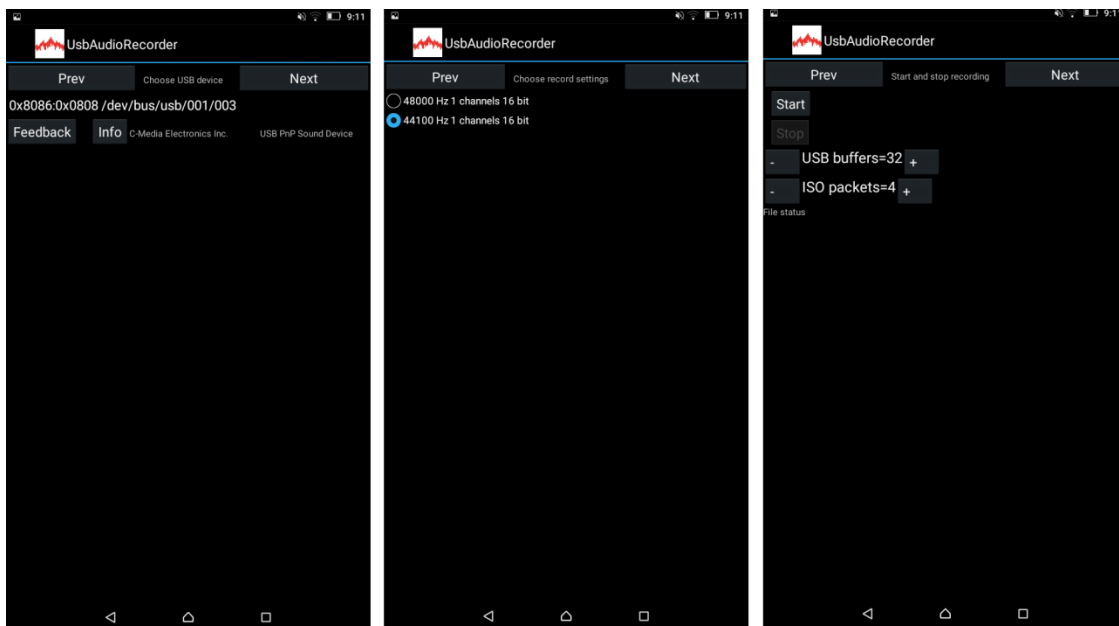 9:11
UsbAudioRecorder
Prev Choose USB device Next
0x8086:0x0808 /dev/bus/usb/001/003
Feedback Info C-Media Electronics Inc. USB PnP Sound Device
9:11
UsbAudioRecorder
Prev Choose record settings Next
48000 Hz 1 channels 16 bit
44100 Hz 1 channels 16 bit
9:11
UsbAudioRecorder
Prev Start and stop recording Next
Start
Stop
- USB buffers=32 +
- ISO packets=4 +
File status